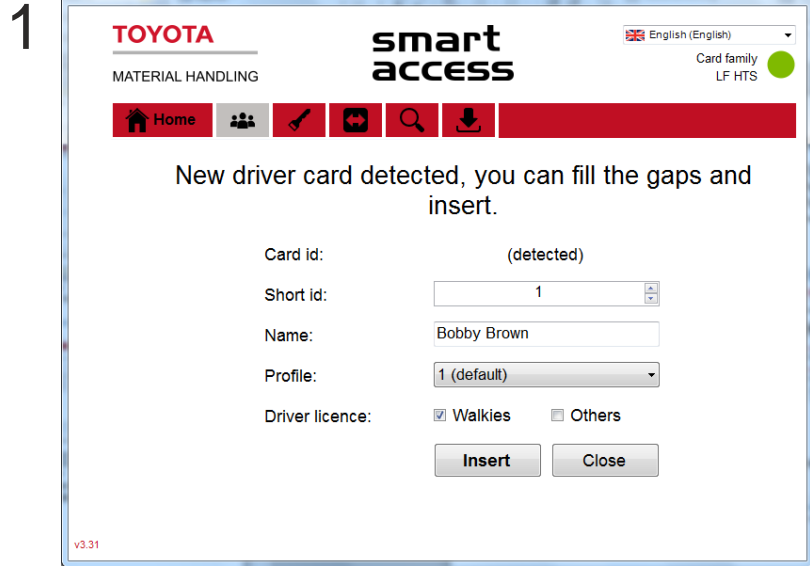 1
TOYOTA
MATERIAL HANDLING
smart
access
English (English)
Card family
LF HTS
Home
New driver card detected, you can fill the gaps and
insert.
Card id: (detected)
Short id: 1
Name: Bobby Brown
Profile: 1 (default)
Driver licence: Walkies Others
Insert Close
v3.31